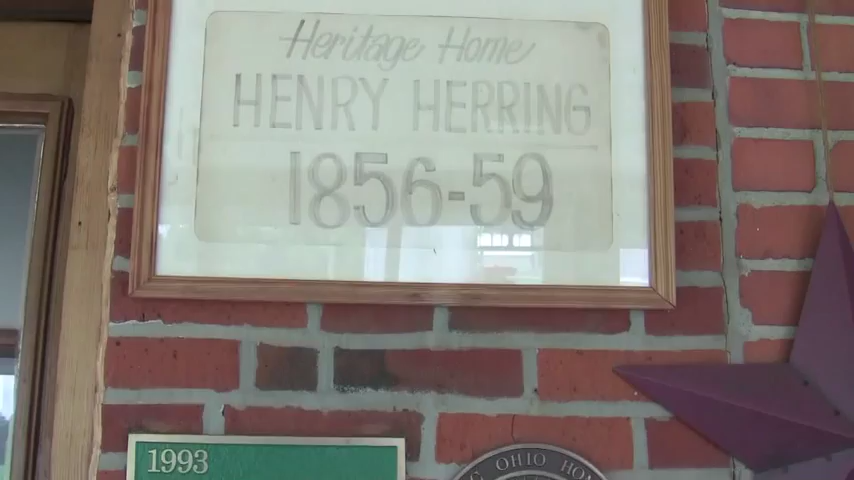 Heritage Home
HENRY HERRING
1856-59
1993
OHIO